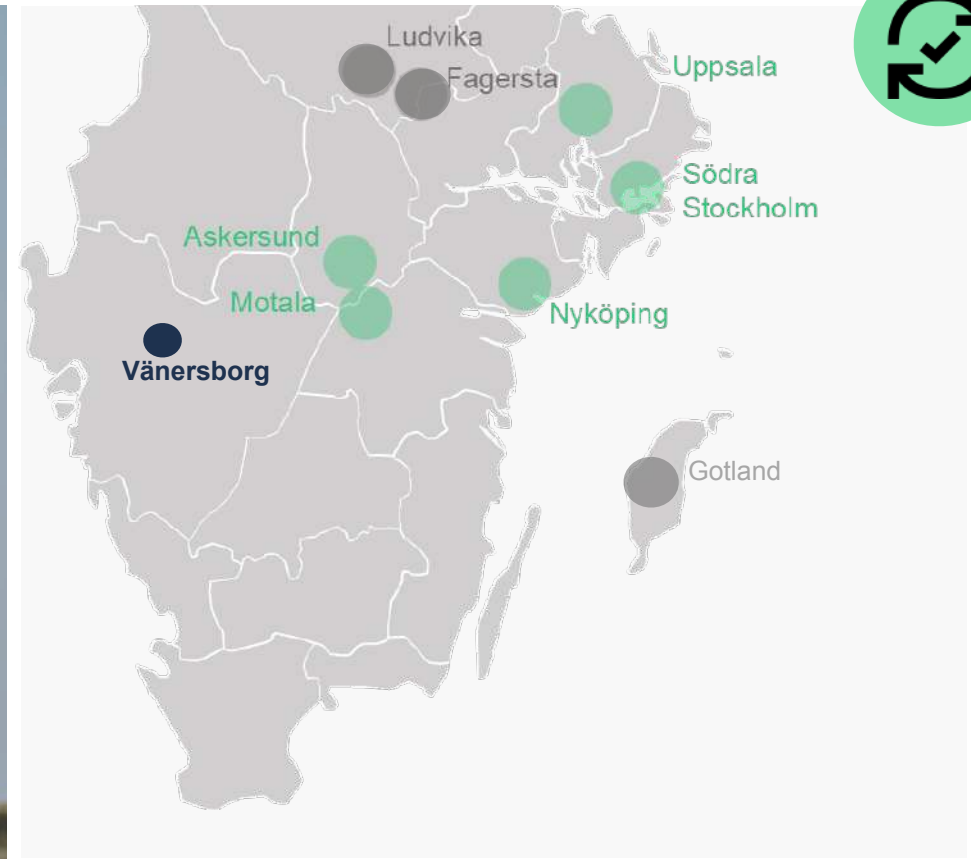 Ludvika
Fagersta
Uppsala
Södra
Stockholm
Askersund
Motala
Nyköping
Vänersborg
Gotland